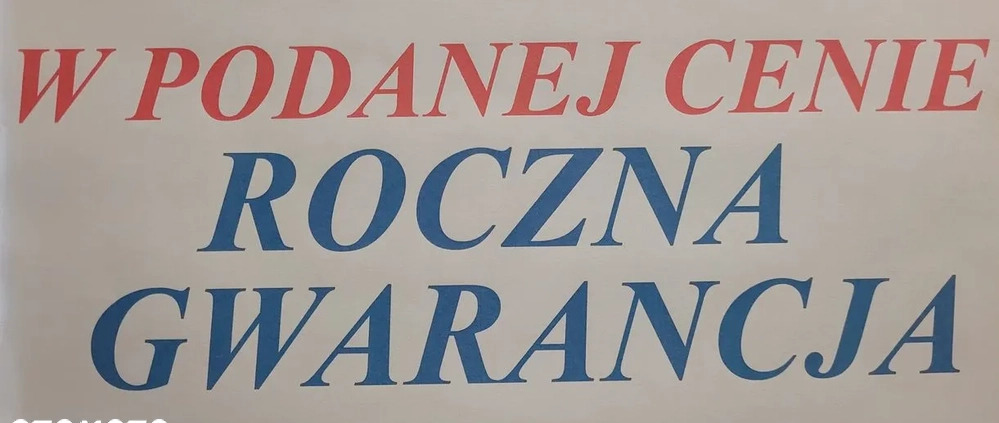 W PODANEJ CENIE
ROCZNA
GWARANCJA